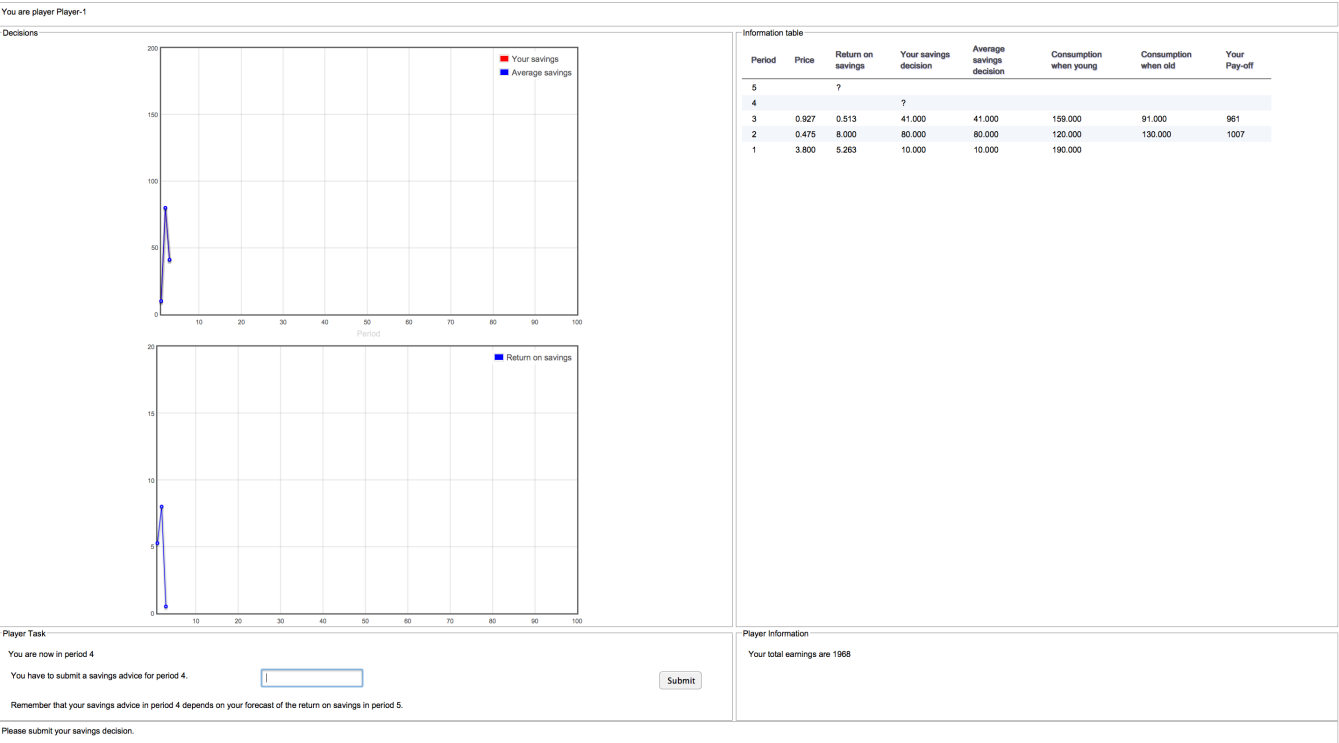 You are player Player-1
Decisions
200
150
100
50
0
10 20 30 40 50 60 70 80 90 100
Period
Your savings
Average savings
20
15
10
5
0
10 20 30 40 50 60 70 80 90 100
Return on savings
Information table
Period Price Return on savings Your savings decision Average savings decision Consumption when young Consumption when old Your Pay-off
5 ?
4 ?
3 0.927 0.513 41.000 41.000 159.000 91.000 961
2 0.475 8.000 80.000 80.000 120.000 130.000 1007
1 3.800 5.263 10.000 10.000 190.000
Player Task
You are now in period 4
You have to submit a savings advice for period 4.
Submit
Remember that your savings advice in period 4 depends on your forecast of the return on savings in period 5.
Player Information
Your total earnings are 1968
Please submit your savings decision.